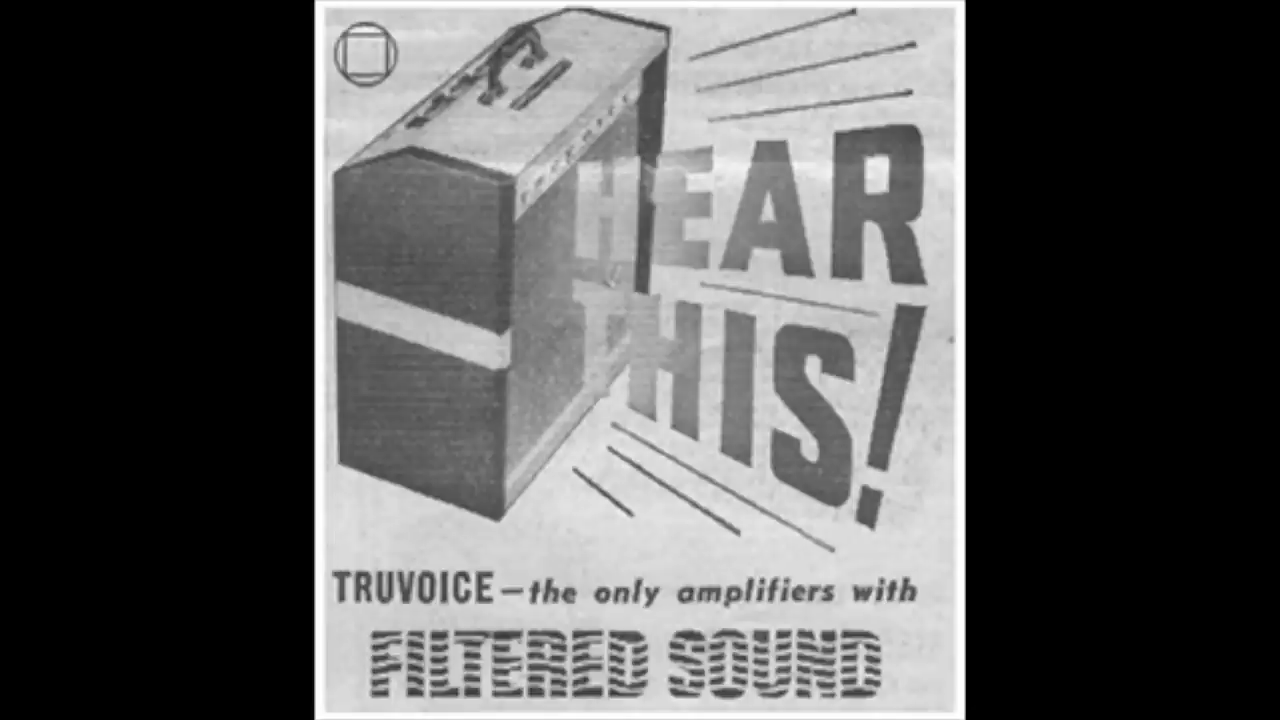 HEAR
THIS!
TRUVOICE – the only amplifiers with
FILTERED SOUND